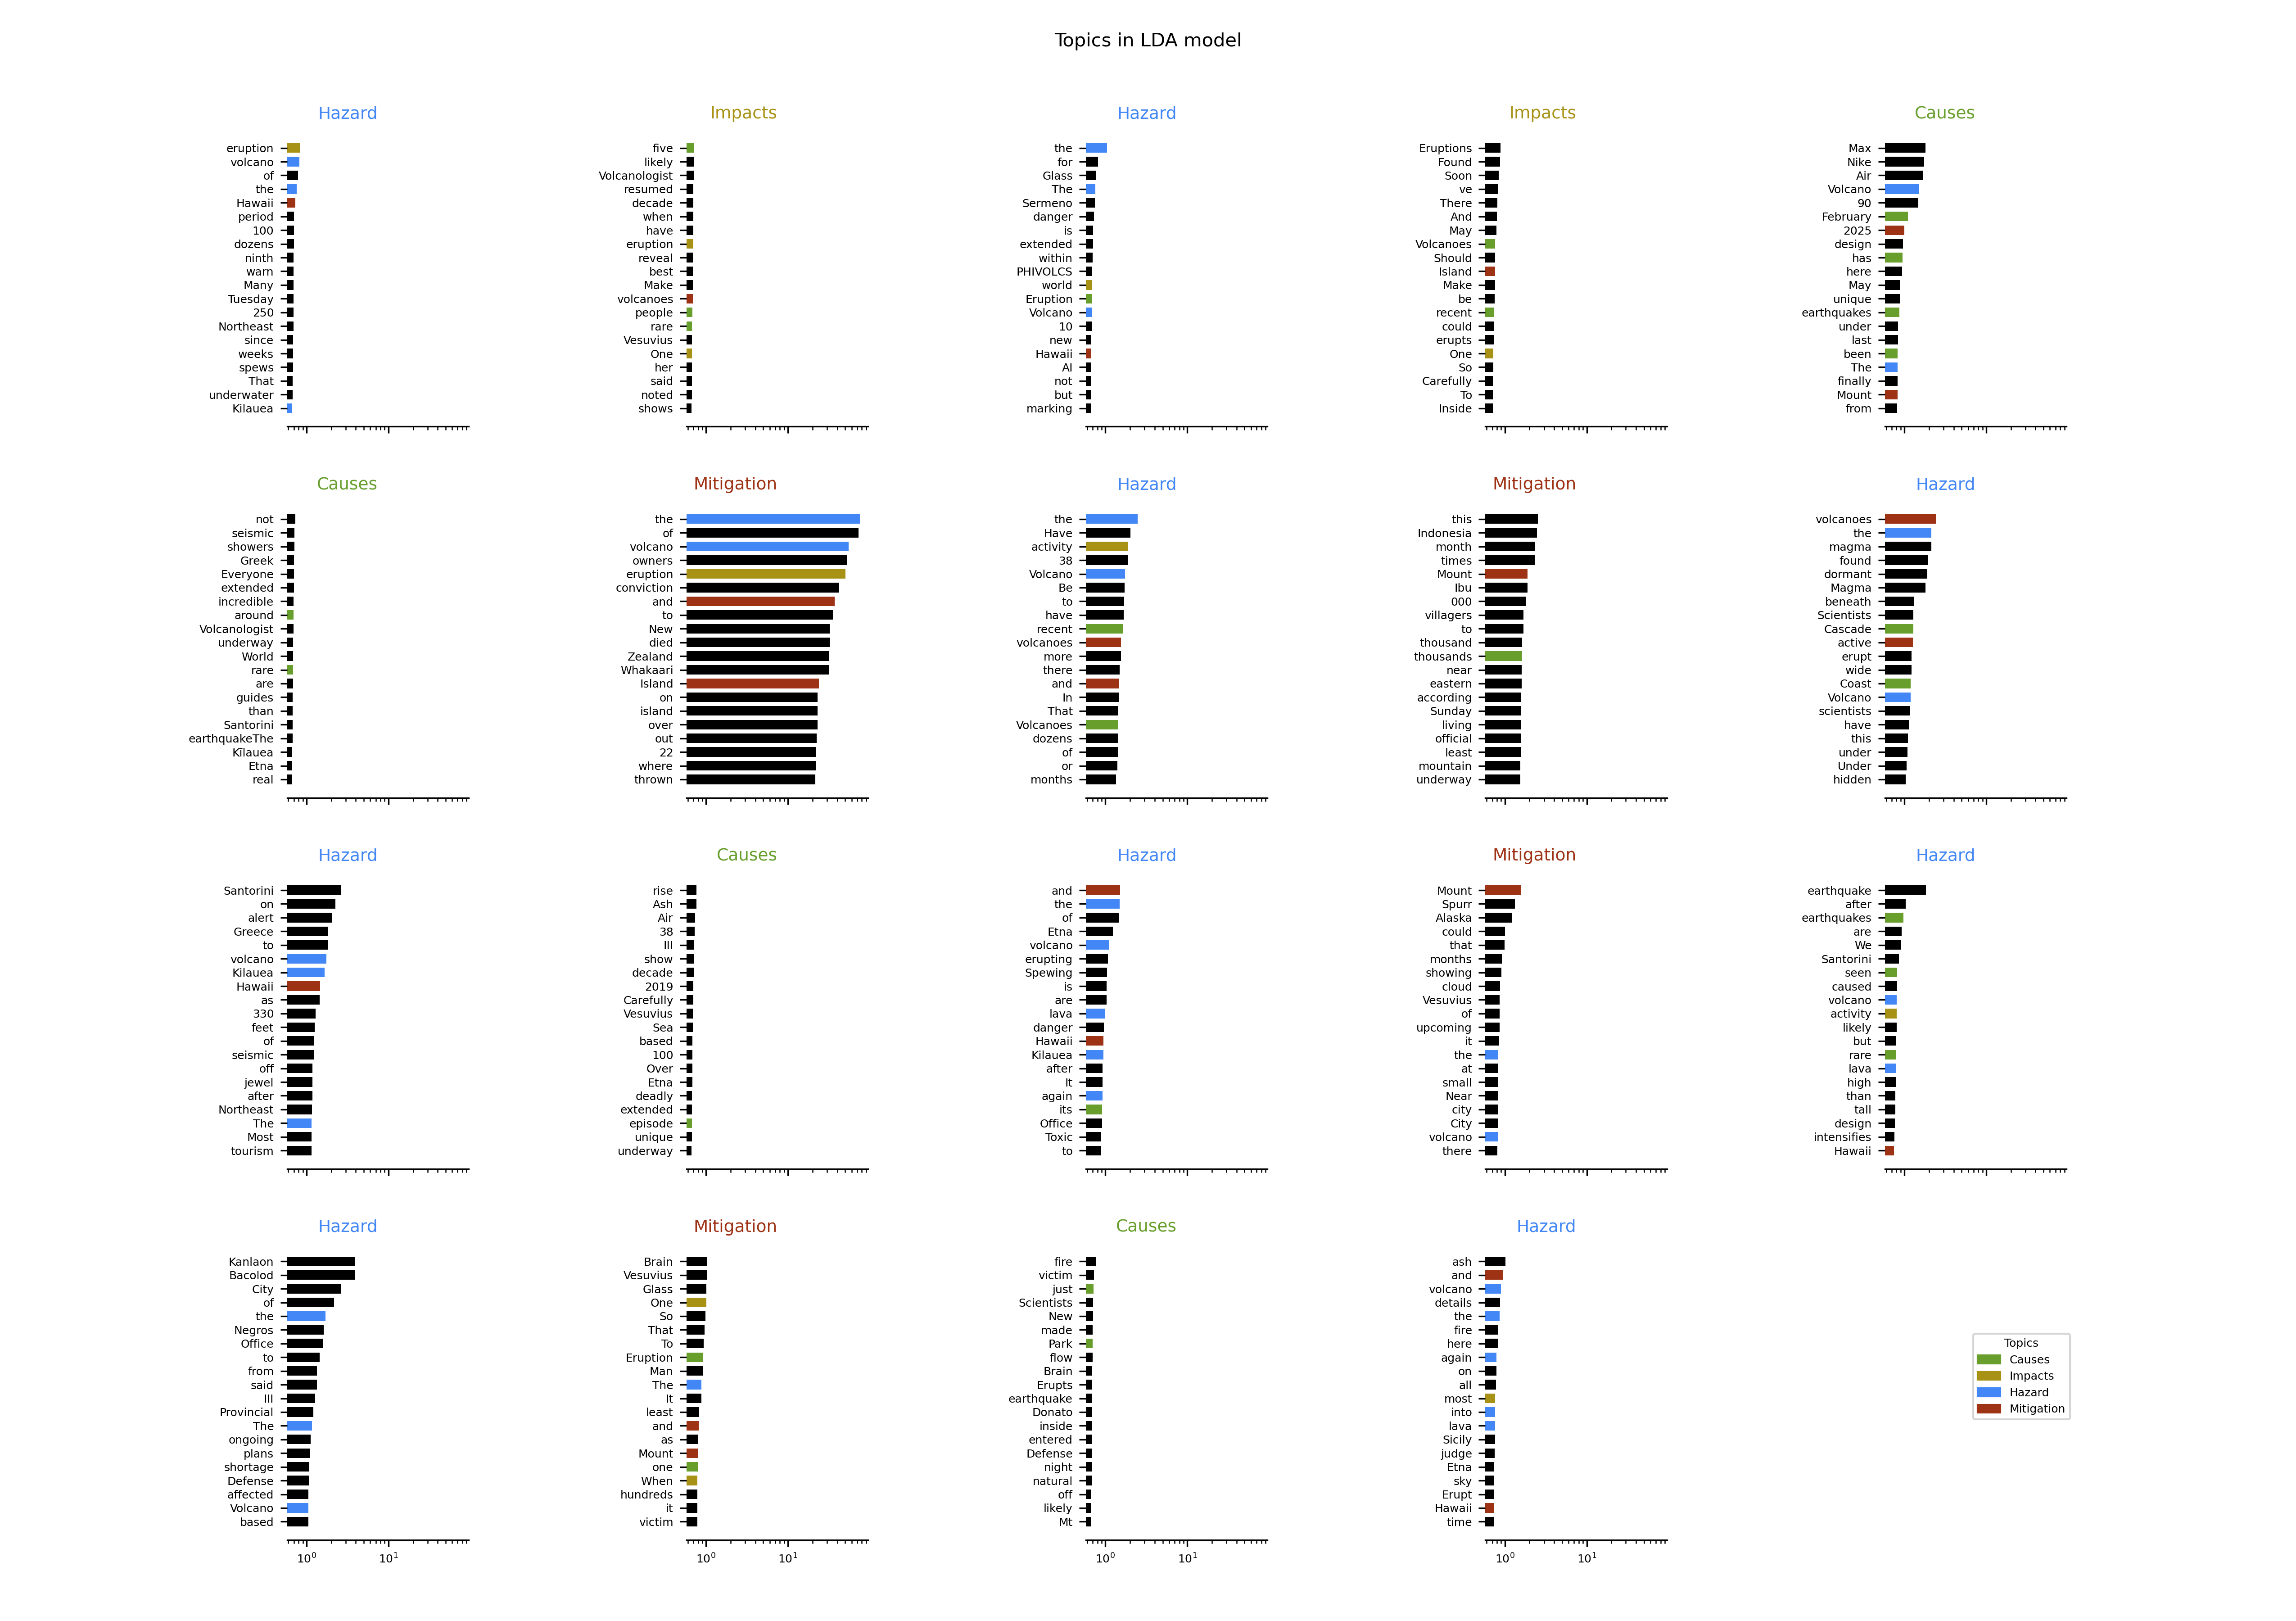 Topics in LDA model
Hazard
eruption
volcano
of
the
Hawaii
period
100
dozens
ninth
warn
Many
Tuesday
250
Northeast
since
weeks
spews
That
underwater
Kilauea
Impacts
five
likely
Volcanologist
resumed
decade
when
have
eruption
reveal
best
Make
volcanoes
people
rare
Vesuvius
One
her
said
noted
shows
Hazard
the
for
Glass
The
Sermeno
danger
is
extended
within
PHIVOLCS
world
Eruption
Volcano
10
new
Hawaii
AI
not
but
marking
Impacts
Eruptions
Found
Soon
ve
There
And
May
Volcanoes
Should
Island
Make
be
recent
could
erupts
One
So
Carefully
To
Inside
Causes
Max
Nike
Air
Volcano
90
February
2025
design
has
here
May
unique
earthquakes
under
last
been
The
finally
Mount
from
Causes
not
seismic
showers
Greek
Everyone
extended
incredible
around
Volcanologist
underway
World
rare
are
guides
than
Santorini
earthquakeThe
Kīlauea
Etna
real
Mitigation
the
of
volcano
owners
eruption
conviction
and
to
New
died
Zealand
Whakaari
Island
on
island
over
out
22
where
thrown
Hazard
the
Have
activity
38
Volcano
Be
to
have
recent
volcanoes
more
there
and
In
That
Volcanoes
dozens
of
or
months
Mitigation
this
Indonesia
month
times
Mount
Ibu
000
villagers
to
thousand
thousands
near
eastern
according
Sunday
living
official
least
mountain
underway
Hazard
volcanoes
the
magma
found
dormant
Magma
beneath
Scientists
Cascade
active
erupt
wide
Coast
Volcano
scientists
have
this
under
Under
hidden
Hazard
Santorini
on
alert
Greece
to
volcano
Kilauea
Hawaii
as
330
feet
of
seismic
off
jewel
after
Northeast
The
Most
tourism
Causes
rise
Ash
Air
38
III
show
decade
2019
Carefully
Vesuvius
Sea
based
100
Over
Etna
deadly
extended
episode
unique
underway
Hazard
and
the
of
Etna
volcano
erupting
Spewing
is
are
lava
danger
Hawaii
Kilauea
after
It
again
its
Office
Toxic
to
Mitigation
Mount
Spurr
Alaska
could
that
months
showing
cloud
Vesuvius
of
upcoming
it
the
at
small
Near
city
City
volcano
there
Hazard
earthquake
after
earthquakes
are
We
Santorini
seen
caused
volcano
activity
likely
but
rare
lava
high
than
tall
design
intensifies
Hawaii
Hazard
Kanlaon
Bacolod
City
of
the
Negros
Office
to
from
said
III
Provincial
The
ongoing
plans
shortage
Defense
affected
Volcano
based
10⁰ 10¹
Mitigation
Brain
Vesuvius
Glass
One
So
That
To
Eruption
Man
The
It
least
and
as
Mount
one
When
hundreds
it
victim
10⁰ 10¹
Causes
fire
victim
just
Scientists
New
made
Park
flow
Brain
Erupts
earthquake
Donato
inside
entered
Defense
night
natural
off
likely
Mt
10⁰ 10¹
Hazard
ash
and
volcano
details
the
fire
here
again
on
all
most
into
lava
Sicily
judge
Etna
sky
Erupt
Hawaii
time
10⁰ 10¹
Topics
Causes
Impacts
Hazard
Mitigation